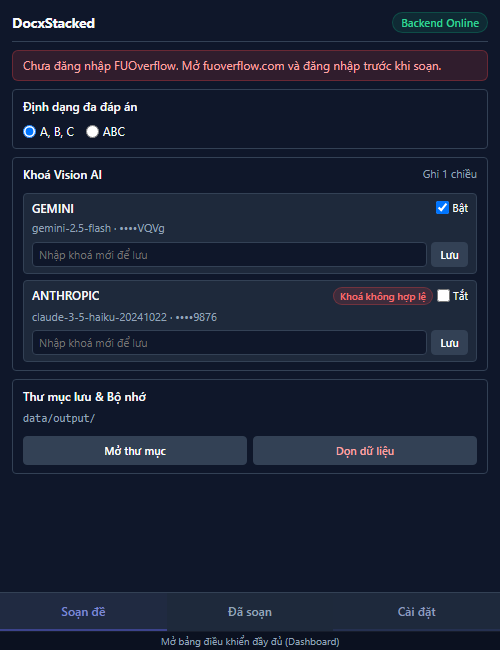 DocxStacked
Backend Online
Chưa đăng nhập FUOverflow. Mở fuoverflow.com và đăng nhập trước khi soạn.
Định dạng đa đáp án
A, B, C ABC
Khoá Vision AI
Ghi 1 chiều
GEMINI
Bật
gemini-2.5-flash · ••••VQVg
Nhập khoá mới để lưu
Lưu
ANTHROPIC
Khoá không hợp lệ
Tắt
claude-3-5-haiku-20241022 · ••••9876
Nhập khoá mới để lưu
Lưu
Thư mục lưu & Bộ nhớ
data/output/
Mở thư mục
Dọn dữ liệu
Soạn đề
Đã soạn
Cài đặt
Mở bảng điều khiển đầy đủ (Dashboard)